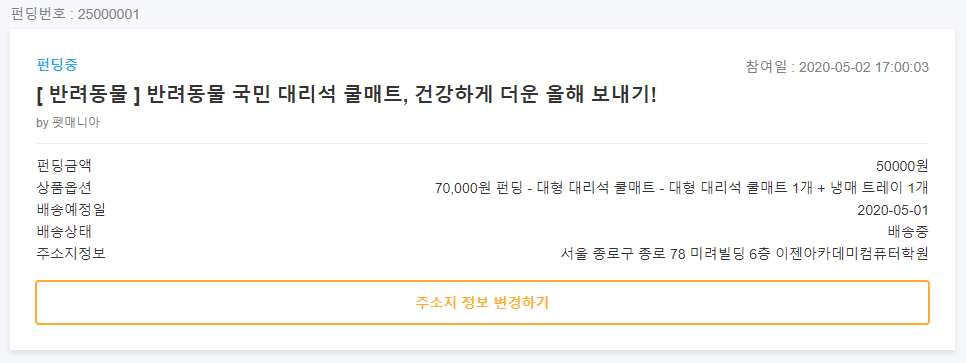 펀딩번호 : 25000001
펀딩중
참여일 : 2020-05-02 17:00:03
[ 반려동물 ] 반려동물 국민 대리석 쿨매트, 건강하게 더운 올해 보내기!
by 펫매니아
펀딩금액 50000원
상품옵션 70,000원 펀딩 - 대형 대리석 쿨매트 - 대형 대리석 쿨매트 1개 + 냉매 트레이 1개
배송예정일 2020-05-01
배송상태 배송중
주소지정보 서울 종로구 종로 78 미려빌딩 6층 이젠아카데미컴퓨터학원
주소지 정보 변경하기